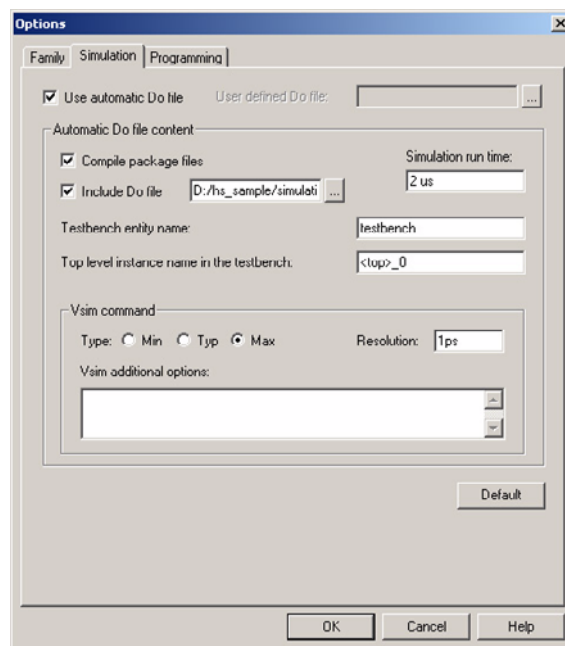 Options
Family Simulation Programming
Use automatic Do file User defined Do file: ...
Automatic Do file content
Compile package files Simulation run time:
Include Do file D:/hs_sample/simulati ... 2 us
Testbench entity name: testbench
Top level instance name in the testbench: <top>_0
Vsim command
Type: Min Typ Max Resolution: 1ps
Vsim additional options:
Default
OK Cancel Help